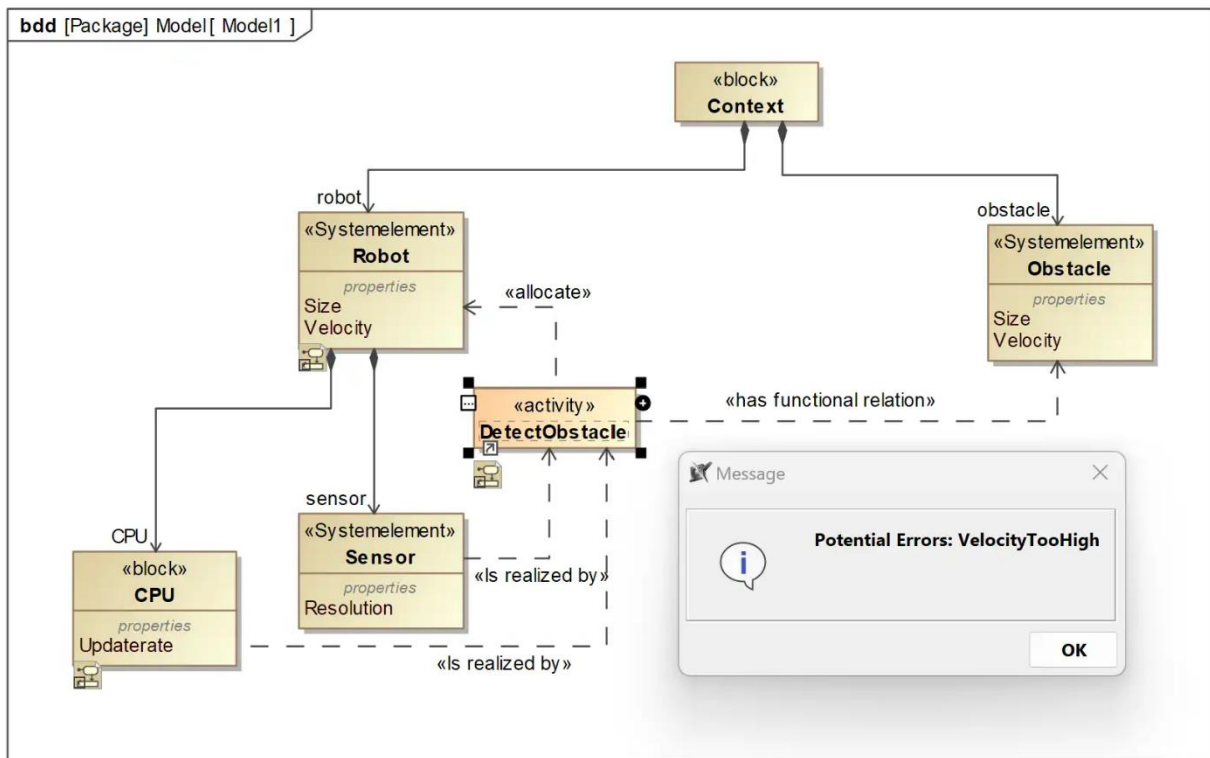 bdd [Package] Model[ Model1 ]
«block»
Context
robot
«Systemelement»
Robot
properties
Size
Velocity
obstacle
«Systemelement»
Obstacle
properties
Size
Velocity
«allocate»
«activity»
DetectObstacle
«has functional relation»
Message
Potential Errors: VelocityTooHigh
OK
sensor
«Systemelement»
Sensor
properties
Resolution
«Is realized by»
CPU
«block»
CPU
properties
Updaterate
«Is realized by»